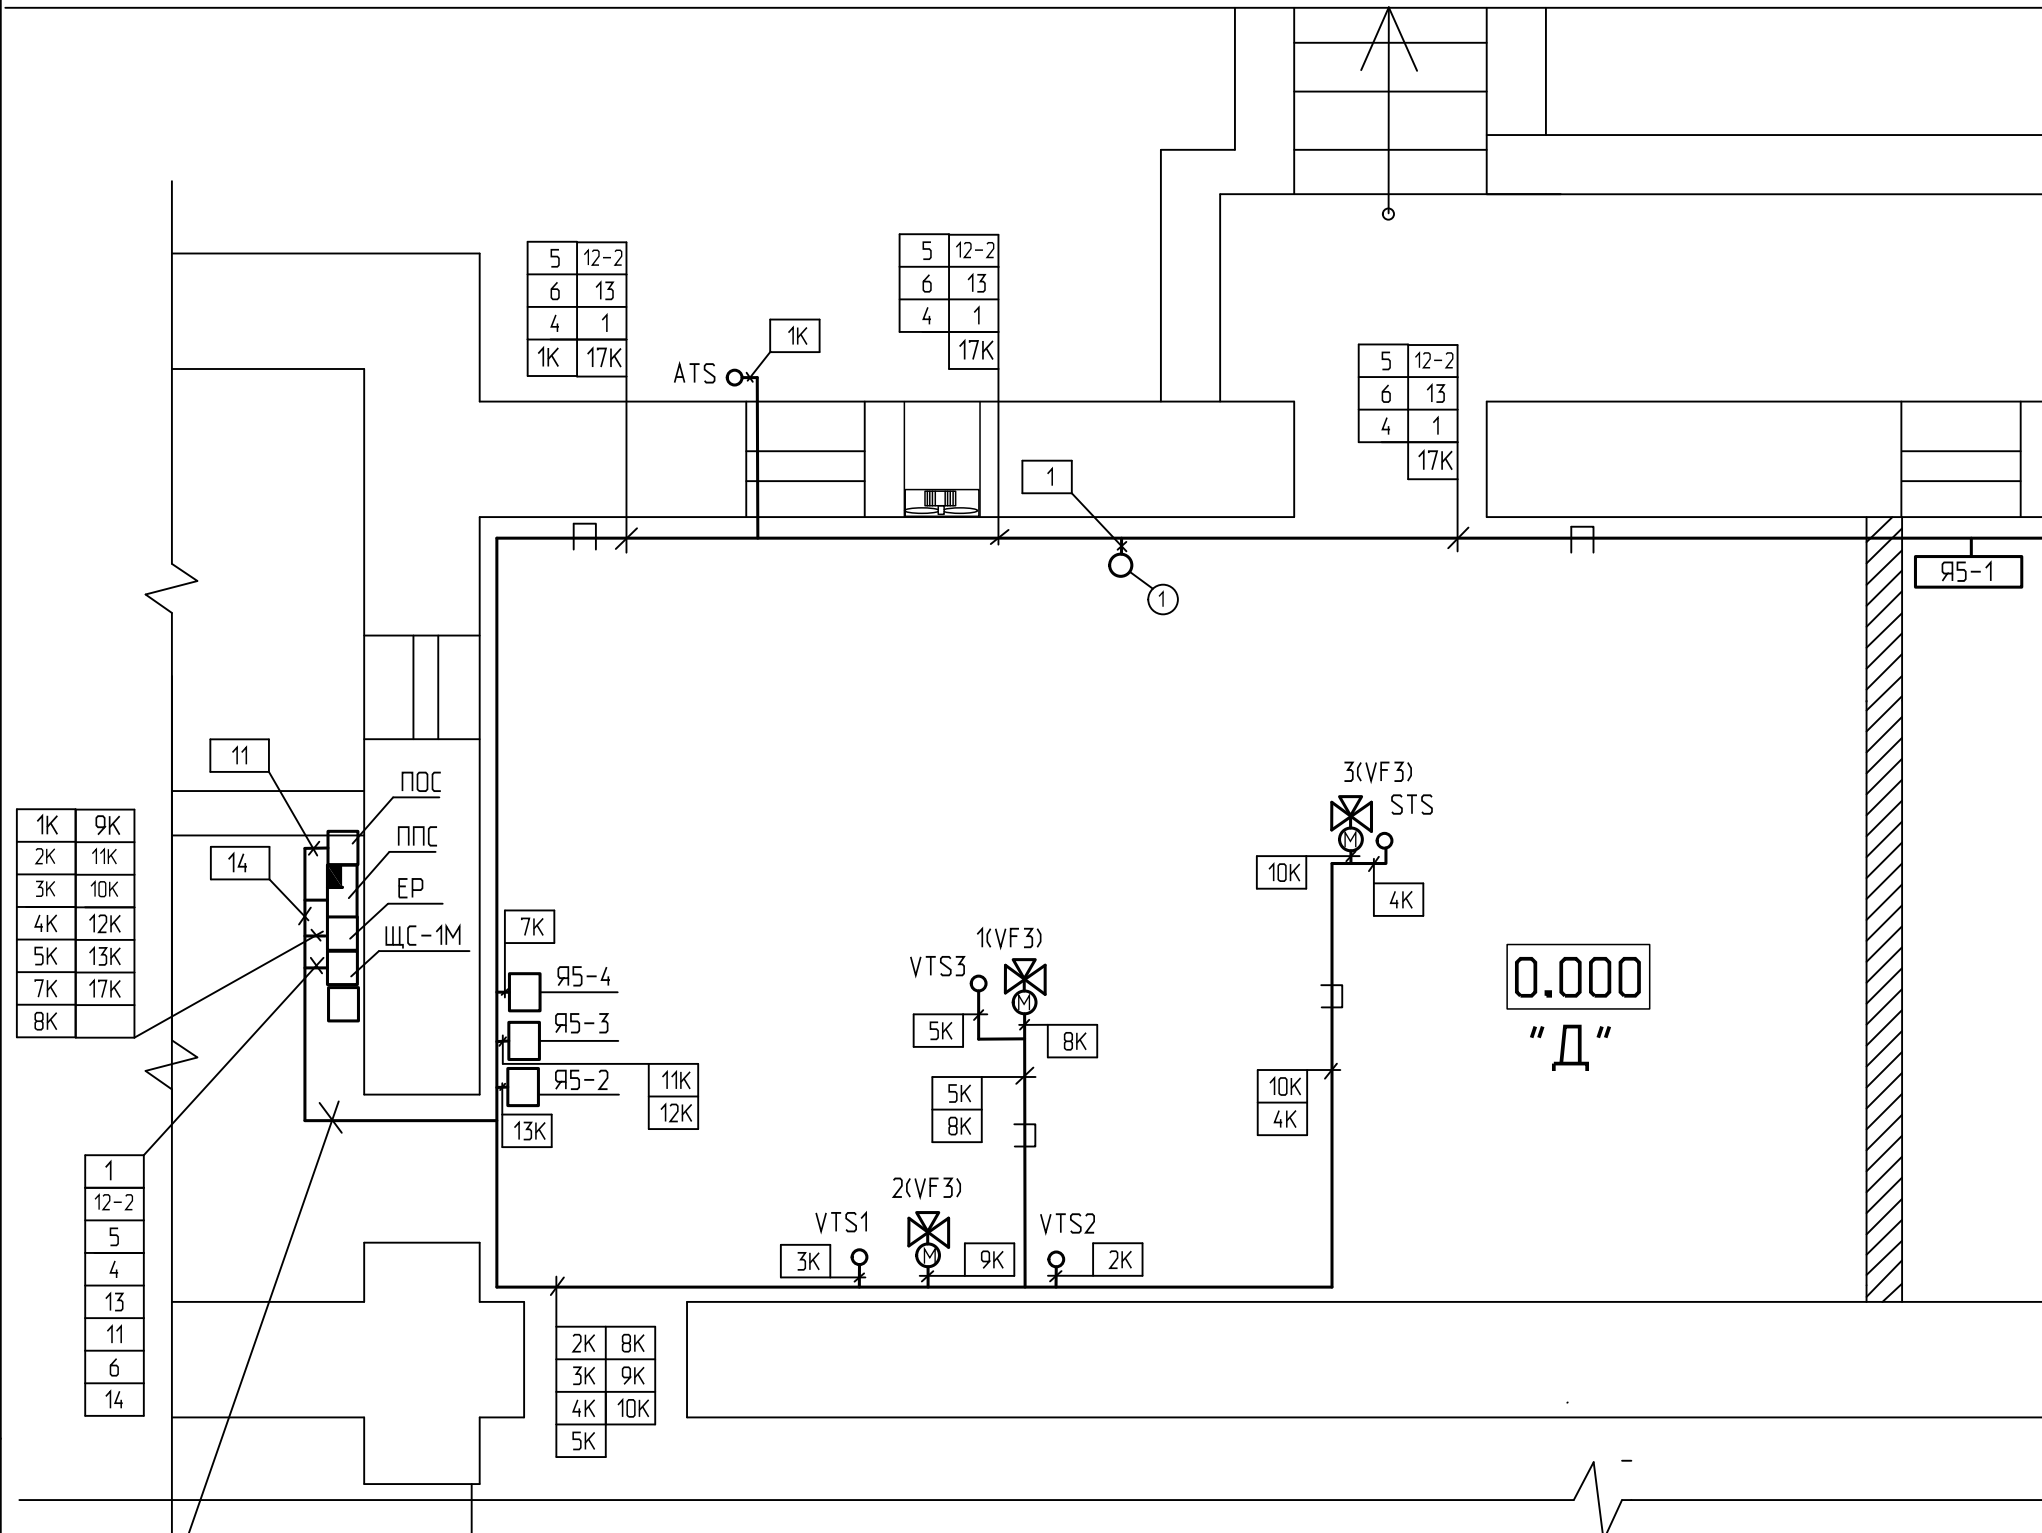 5 12-2
6 13
4 1
1К 17К
5 12-2
6 13
4 1
17К
1К
ATS
5 12-2
6 13
4 1
17К
1
1
Я5-1
11
ПОС
14
ППС
ЕР
ЩС-1М
1К 9К
2К 11К
3К 10К
4К 12К
5К 13К
7К 17К
8К
3(VF3)
STS
10К
4К
7К
Я5-4
Я5-3
Я5-2
11К
12К
13К
1(VF3)
VTS3
M
M
5К
8К
5К
8К
10К
4К
0.000
"Д"
1
12-2
5
4
13
11
6
14
2(VF3)
VTS1
M
VTS2
3К
9К
2К
2К 8К
3К 9К
4К 10К
5К